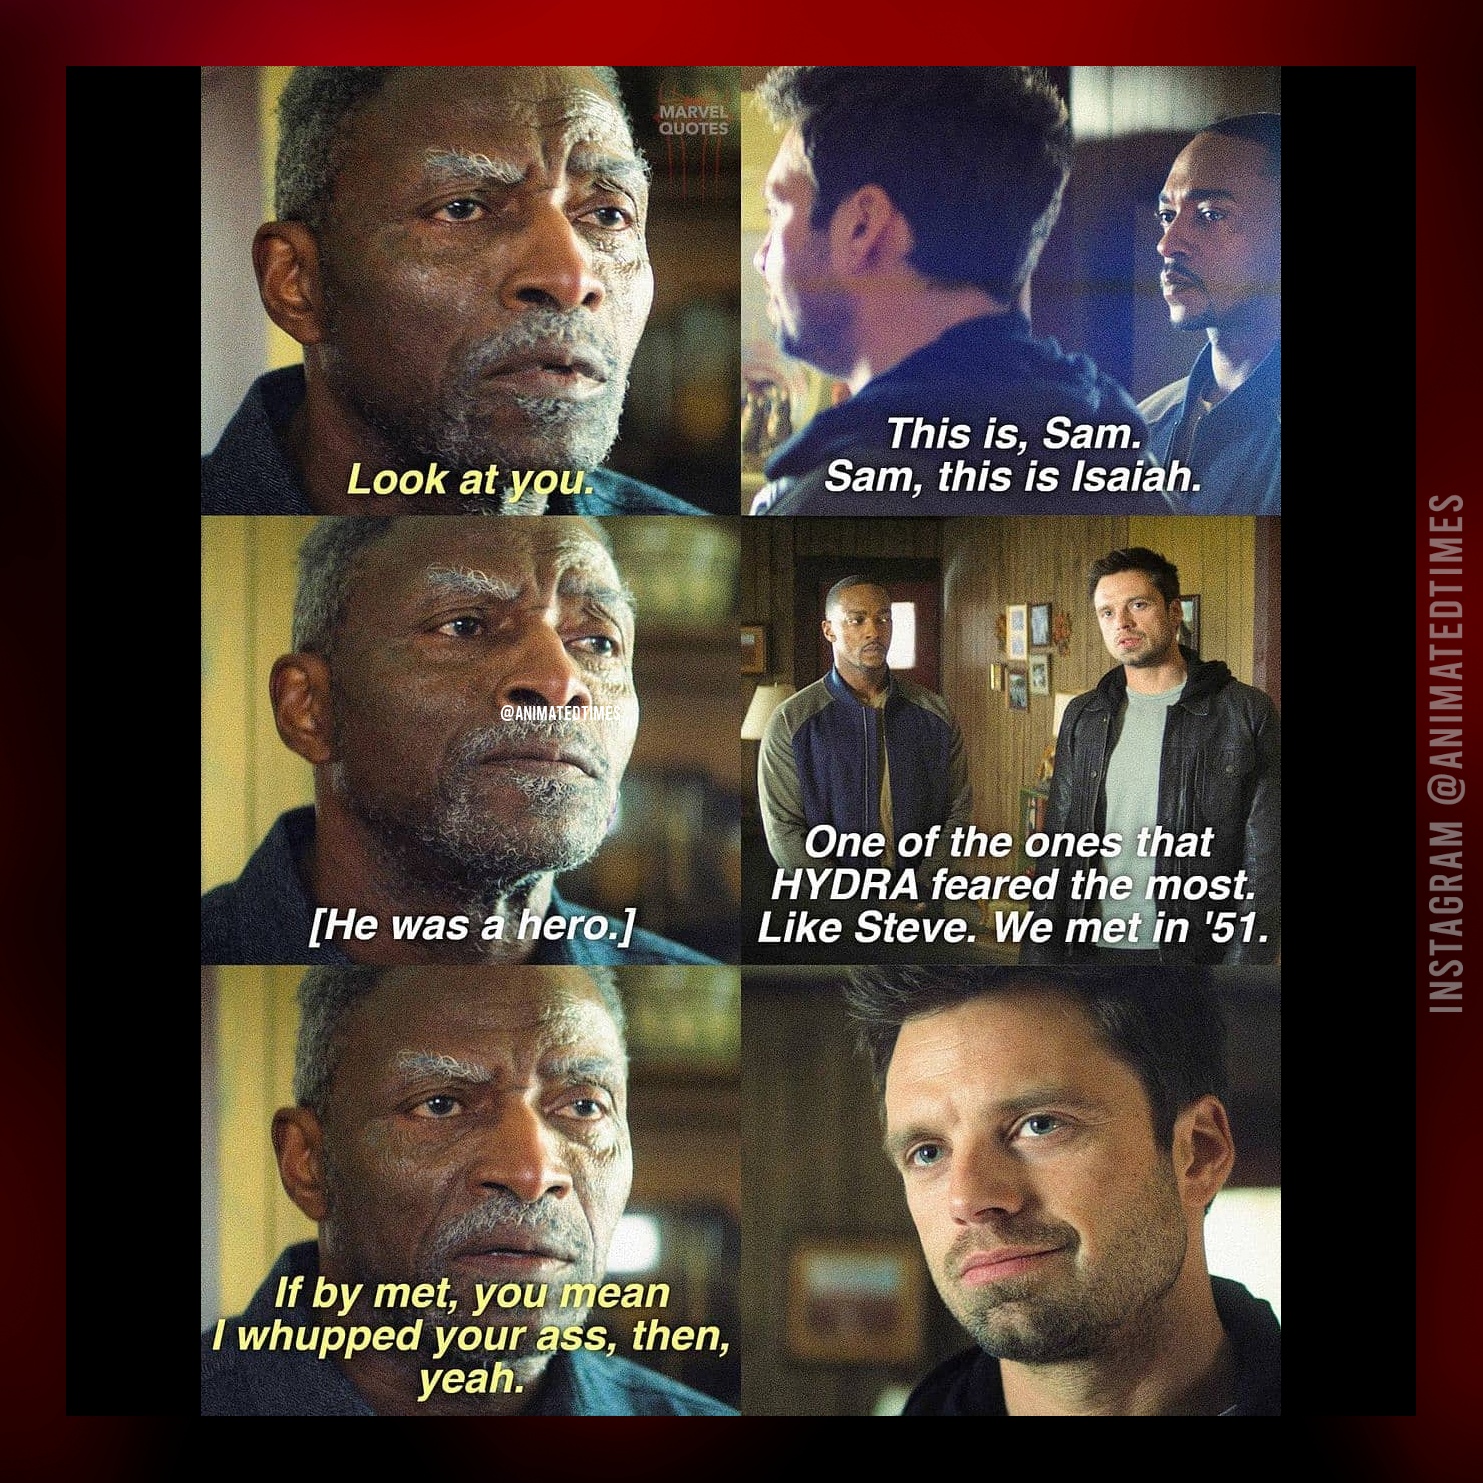 MARVEL
QUOTES
Look at you.
This is, Sam.
Sam, this is Isaiah.
@ANIMATEDTIMES
[He was a hero.]
One of the ones that
HYDRA feared the most.
Like Steve. We met in '51.
If by met, you mean
I whupped your ass, then,
yeah.
INSTAGRAM @ANIMATEDTIMES